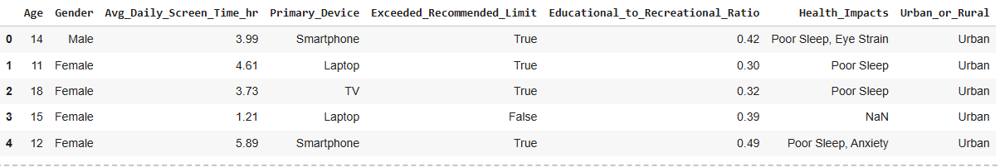 Age Gender Avg_Daily_Screen_Time_hr Primary_Device Exceeded_Recommended_Limit Educational_to_Recreational_Ratio Health_Impacts Urban_or_Rural
0 14 Male 3.99 Smartphone True 0.42 Poor Sleep, Eye Strain Urban
1 11 Female 4.61 Laptop True 0.30 Poor Sleep Urban
2 18 Female 3.73 TV True 0.32 Poor Sleep Urban
3 15 Female 1.21 Laptop False 0.39 NaN Urban
4 12 Female 5.89 Smartphone True 0.49 Poor Sleep, Anxiety Urban